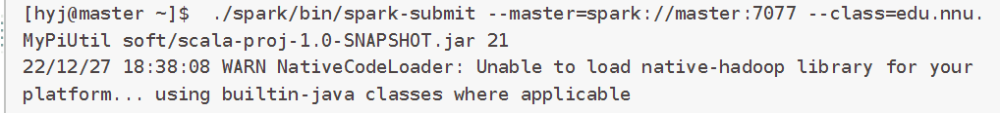 [hyj@master ~]$  ./spark/bin/spark-submit --master=spark://master:7077 --class=edu.nnu.
MyPiUtil soft/scala-proj-1.0-SNAPSHOT.jar 21
22/12/27 18:38:08 WARN NativeCodeLoader: Unable to load native-hadoop library for your
platform... using builtin-java classes where applicable